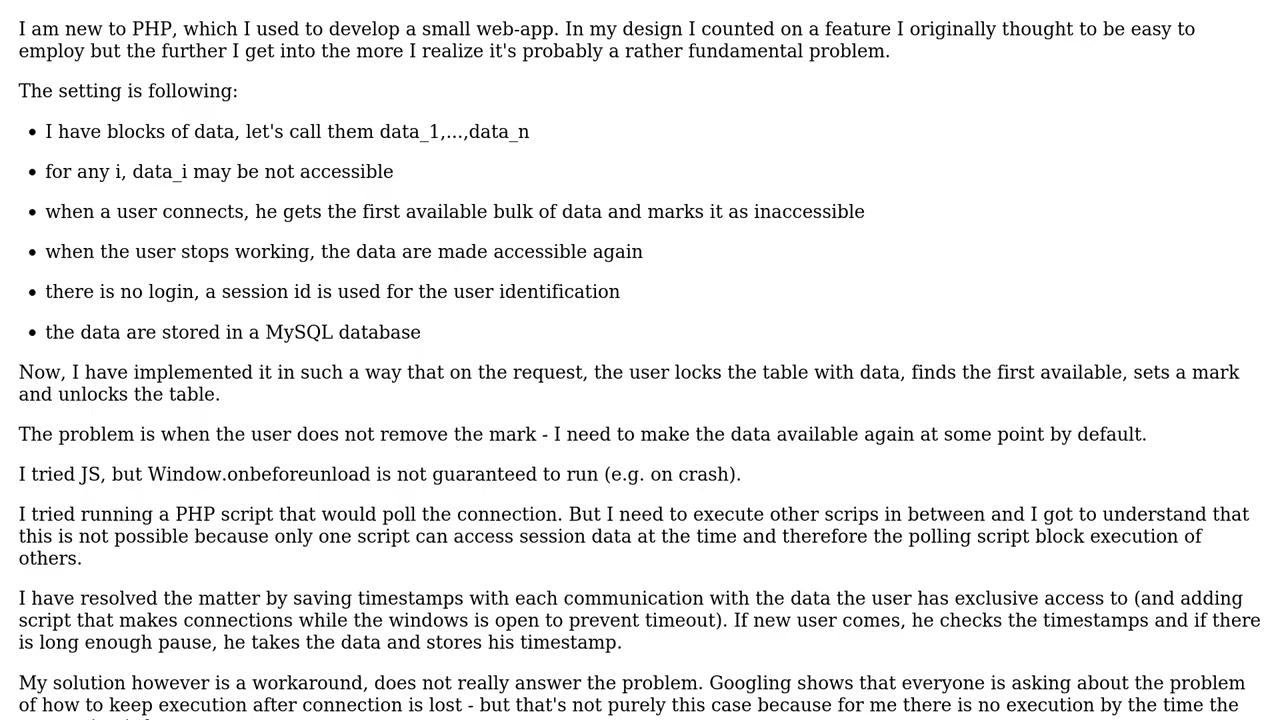 I am new to PHP, which I used to develop a small web-app. In my design I counted on a feature I originally thought to be easy to
employ but the further I get into the more I realize it's probably a rather fundamental problem.
The setting is following:
• I have blocks of data, let's call them data_1,...,data_n
• for any i, data_i may be not accessible
• when a user connects, he gets the first available bulk of data and marks it as inaccessible
• when the user stops working, the data are made accessible again
• there is no login, a session id is used for the user identification
• the data are stored in a MySQL database
Now, I have implemented it in such a way that on the request, the user locks the table with data, finds the first available, sets a mark
and unlocks the table.
The problem is when the user does not remove the mark - I need to make the data available again at some point by default.
I tried JS, but Window.onbeforeunload is not guaranteed to run (e.g. on crash).
I tried running a PHP script that would poll the connection. But I need to execute other scrips in between and I got to understand that
this is not possible because only one script can access session data at the time and therefore the polling script block execution of
others.
I have resolved the matter by saving timestamps with each communication with the data the user has exclusive access to (and adding
script that makes connections while the windows is open to prevent timeout). If new user comes, he checks the timestamps and if there
is long enough pause, he takes the data and stores his timestamp.
My solution however is a workaround, does not really answer the problem. Googling shows that everyone is asking about the problem
of how to keep execution after connection is lost - but that's not purely this case because for me there is no execution by the time the